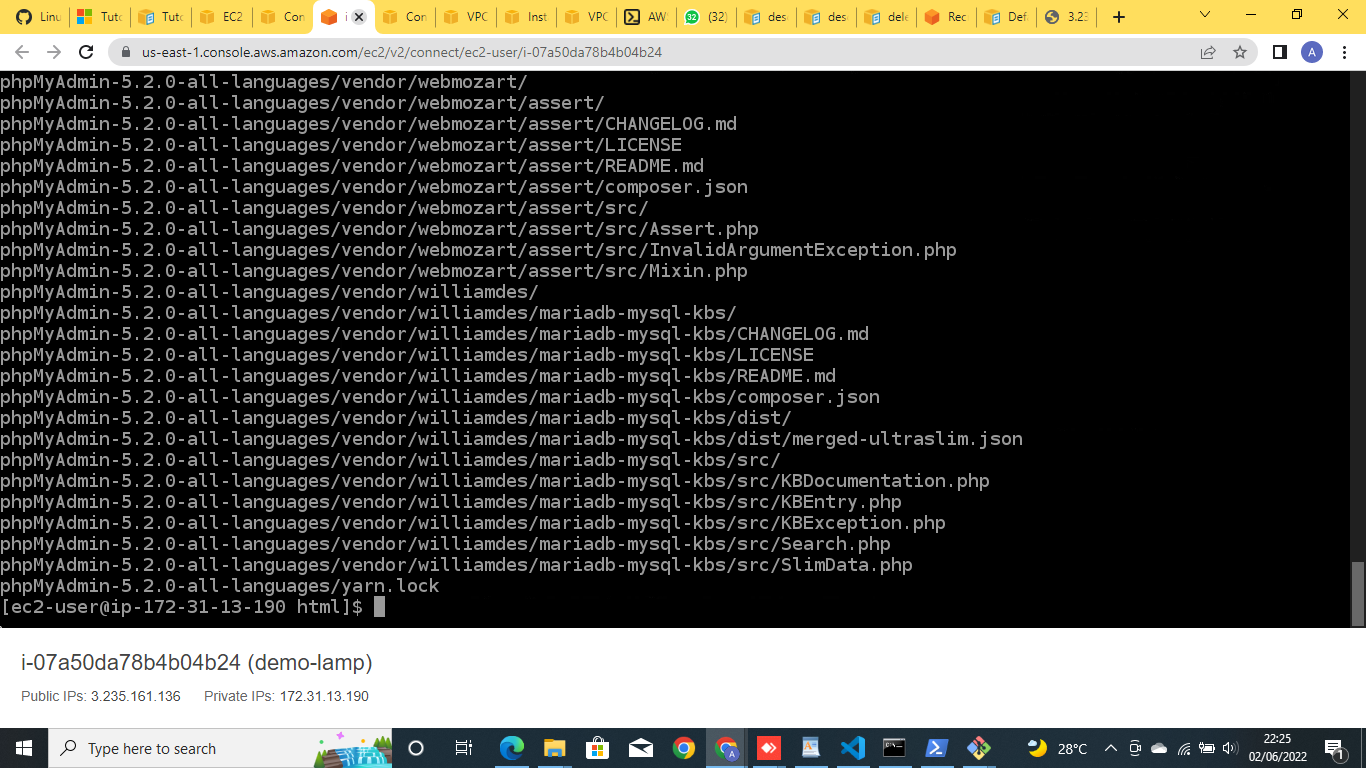 Linu
Tuto
Tuto
EC2
Con
i
Con
VPC
Inst
VPC
AWS
(32)
des
des
dele
Rec
Def
3.23
us-east-1.console.aws.amazon.com/ec2/v2/connect/ec2-user/i-07a50da78b4b04b24
A
phpMyAdmin-5.2.0-all-languages/vendor/webmozart/
phpMyAdmin-5.2.0-all-languages/vendor/webmozart/assert/
phpMyAdmin-5.2.0-all-languages/vendor/webmozart/assert/CHANGELOG.md
phpMyAdmin-5.2.0-all-languages/vendor/webmozart/assert/LICENSE
phpMyAdmin-5.2.0-all-languages/vendor/webmozart/assert/README.md
phpMyAdmin-5.2.0-all-languages/vendor/webmozart/assert/composer.json
phpMyAdmin-5.2.0-all-languages/vendor/webmozart/assert/src/
phpMyAdmin-5.2.0-all-languages/vendor/webmozart/assert/src/Assert.php
phpMyAdmin-5.2.0-all-languages/vendor/webmozart/assert/src/InvalidArgumentException.php
phpMyAdmin-5.2.0-all-languages/vendor/webmozart/assert/src/Mixin.php
phpMyAdmin-5.2.0-all-languages/vendor/williamdes/
phpMyAdmin-5.2.0-all-languages/vendor/williamdes/mariadb-mysql-kbs/
phpMyAdmin-5.2.0-all-languages/vendor/williamdes/mariadb-mysql-kbs/CHANGELOG.md
phpMyAdmin-5.2.0-all-languages/vendor/williamdes/mariadb-mysql-kbs/LICENSE
phpMyAdmin-5.2.0-all-languages/vendor/williamdes/mariadb-mysql-kbs/README.md
phpMyAdmin-5.2.0-all-languages/vendor/williamdes/mariadb-mysql-kbs/composer.json
phpMyAdmin-5.2.0-all-languages/vendor/williamdes/mariadb-mysql-kbs/dist/
phpMyAdmin-5.2.0-all-languages/vendor/williamdes/mariadb-mysql-kbs/dist/merged-ultraslim.json
phpMyAdmin-5.2.0-all-languages/vendor/williamdes/mariadb-mysql-kbs/src/
phpMyAdmin-5.2.0-all-languages/vendor/williamdes/mariadb-mysql-kbs/src/KBDocumentation.php
phpMyAdmin-5.2.0-all-languages/vendor/williamdes/mariadb-mysql-kbs/src/KBEntry.php
phpMyAdmin-5.2.0-all-languages/vendor/williamdes/mariadb-mysql-kbs/src/KBException.php
phpMyAdmin-5.2.0-all-languages/vendor/williamdes/mariadb-mysql-kbs/src/Search.php
phpMyAdmin-5.2.0-all-languages/vendor/williamdes/mariadb-mysql-kbs/src/SlimData.php
phpMyAdmin-5.2.0-all-languages/yarn.lock
[ec2-user@ip-172-31-13-190 html]$
i-07a50da78b4b04b24 (demo-lamp)
Public IPs: 3.235.161.136 Private IPs: 172.31.13.190
Type here to search
28°C
22:25
02/06/2022
1